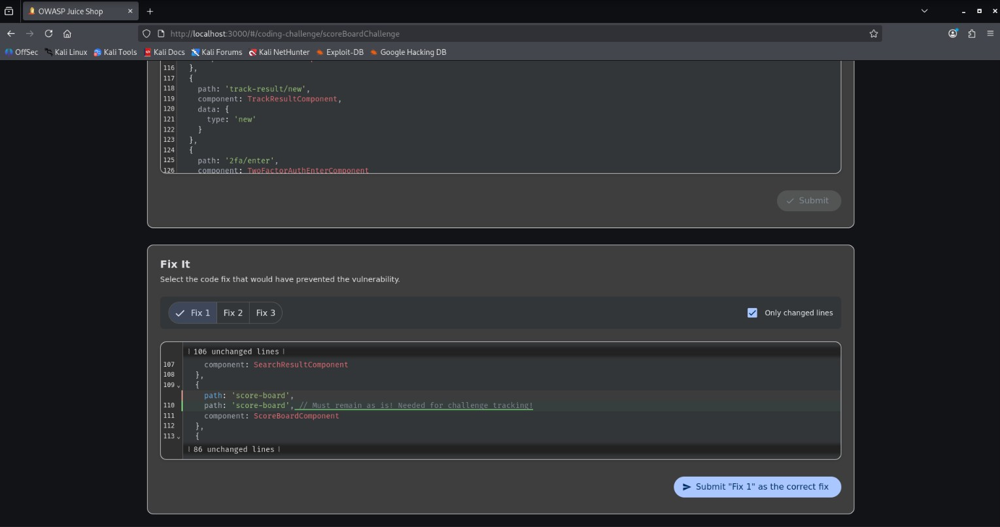 OWASP Juice Shop
http://localhost:3000/#/coding-challenge/scoreBoardChallenge
OffSec Kali Linux Kali Tools Kali Docs Kali Forums Kali NetHunter Exploit-DB Google Hacking DB
116 },
117 {
118 path: 'track-result/new',
119 component: TrackResultComponent,
120 data: {
121 type: 'new'
122 }
123 },
124 {
125 path: '2fa/enter',
126 component: TwoFactorAuthEnterComponent
Submit
Fix It
Select the code fix that would have prevented the vulnerability.
Fix 1 Fix 2 Fix 3 Only changed lines
106 unchanged lines
107 component: SearchResultComponent
108 },
109 {
path: 'score-board',
110 path: 'score-board', // Must remain as is! Needed for challenge tracking!
111 component: ScoreBoardComponent
112 },
113 {
86 unchanged lines
Submit "Fix 1" as the correct fix